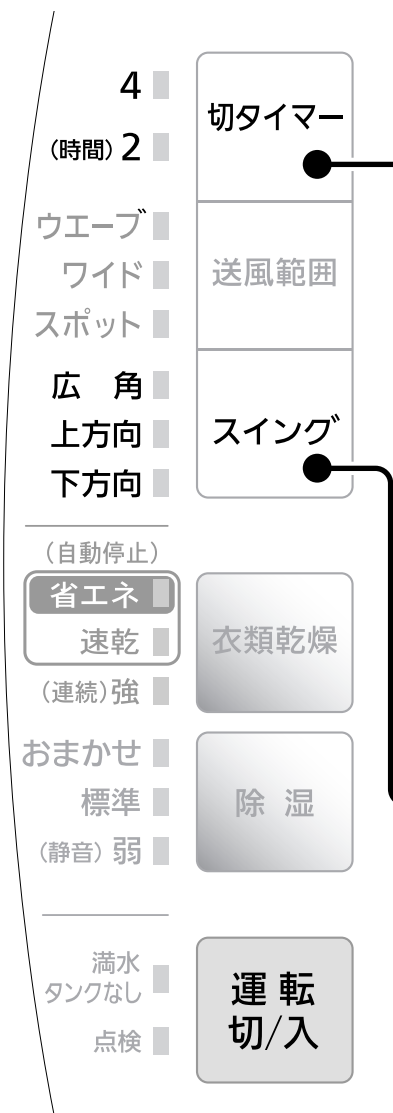 4
切タイマー
(時間) 2
ウエーブ
ワイド
送風範囲
スポット
広 角
上方向
スイング
下方向
(自動停止)
省エネ
速乾
衣類乾燥
(連続)強
おまかせ
標準
除 湿
(静音) 弱
満水
タンクなし
点検
運 転
切/入